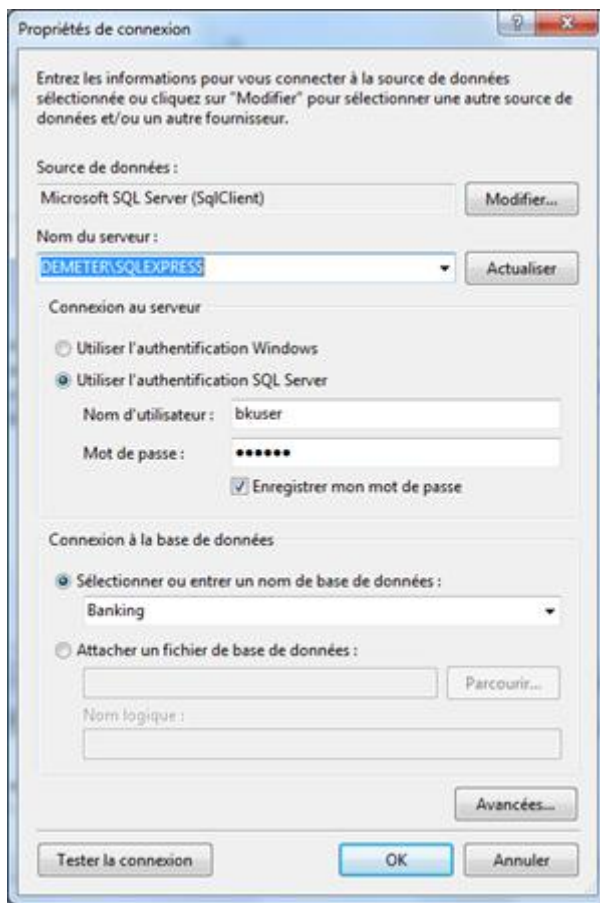 Propriétés de connexion
Entrez les informations pour vous connecter à la source de données
sélectionnée ou cliquez sur "Modifier" pour sélectionner une autre source de
données et/ou un autre fournisseur.
Source de données :
Microsoft SQL Server (SqlClient)
Modifier...
Nom du serveur :
DEMETER\SQLEXPRESS
Actualiser
Connexion au serveur
Utiliser l'authentification Windows
Utiliser l'authentification SQL Server
Nom d'utilisateur :
bkuser
Mot de passe :
●●●●●●
Enregistrer mon mot de passe
Connexion à la base de données
Sélectionner ou entrer un nom de base de données :
Banking
Attacher un fichier de base de données :
Parcourir...
Nom logique :
Avancées...
Tester la connexion
OK
Annuler